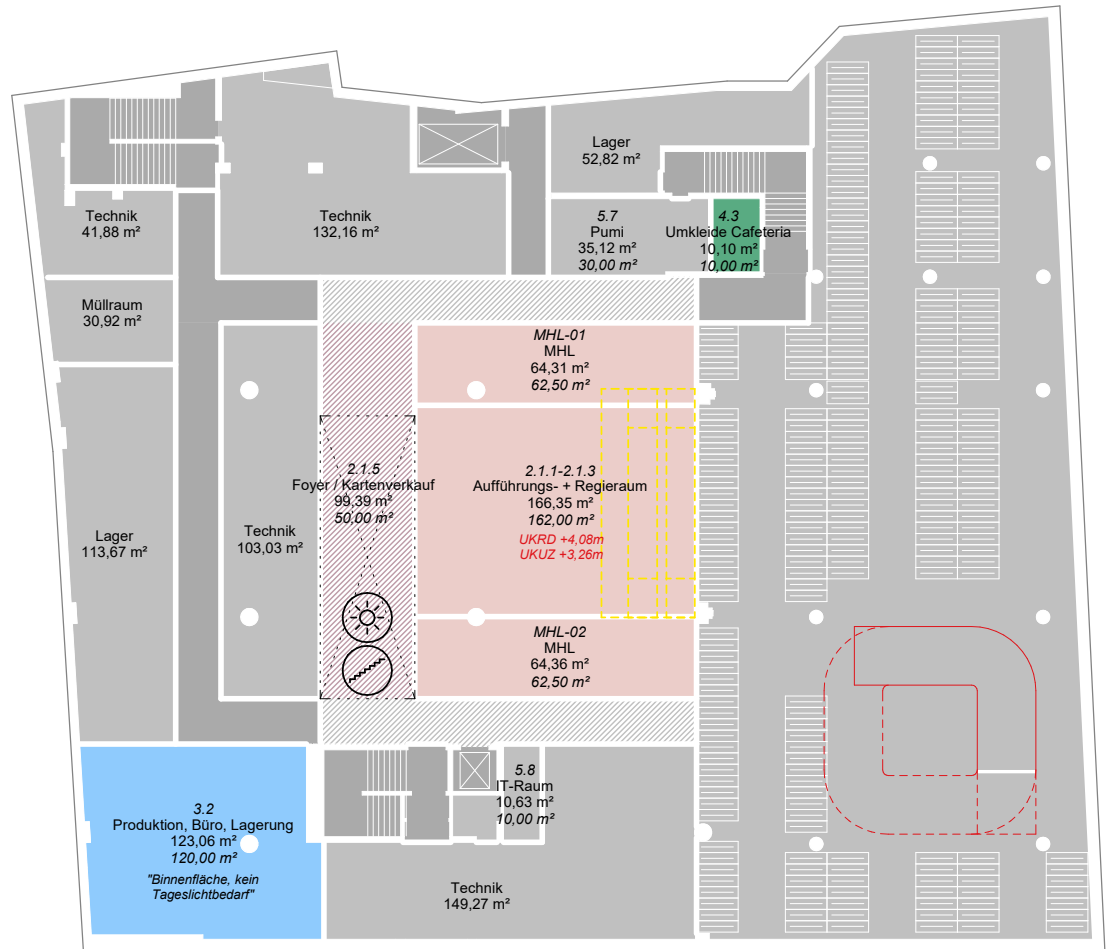 Lager
52,82 m²
Technik
41,88 m²
Technik
132,16 m²
5.7
Pumi
35,12 m²
30,00 m²
4.3
Umkleide Cafeteria
10,10 m²
10,00 m²
Müllraum
30,92 m²
MHL-01
MHL
64,31 m²
62,50 m²
2.1.5
Foyer / Kartenverkauf
99,39 m²
50,00 m²
2.1.1-2.1.3
Aufführungs- + Regieraum
166,35 m²
162,00 m²
UKRD +4,08m
UKUZ +3,26m
Lager
113,67 m²
Technik
103,03 m²
MHL-02
MHL
64,36 m²
62,50 m²
5.8
IT-Raum
10,63 m²
10,00 m²
3.2
Produktion, Büro, Lagerung
123,06 m²
120,00 m²
"Binnenfläche, kein
Tageslichtbedarf"
Technik
149,27 m²